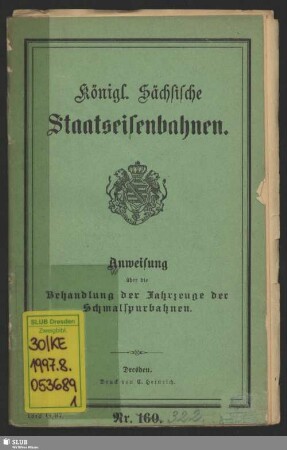 Königl. Sächsische
Staatseisenbahnen.
Anweisung
über die
Behandlung der Fahrzeuge der
Schmalspurbahnen.
SLUB Dresden
Zweigbibl
30/KE
1997.8.
053689
1
Dresden.
Druck von C. Heinrich.
Nr. 160. 322
SLUB
Wir führen Wissen.